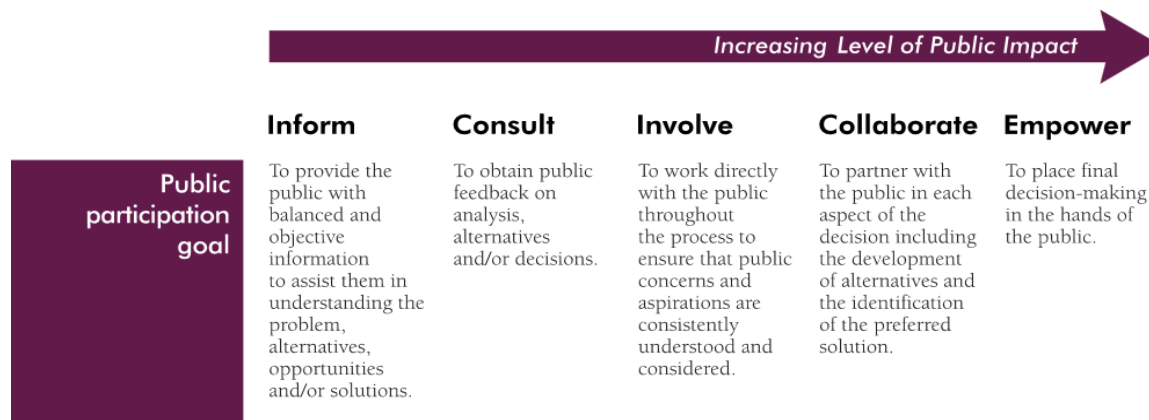 Increasing Level of Public Impact
Inform
Consult
Involve
Collaborate
Empower
Public
participation
goal
To provide the
public with
balanced and
objective
information
to assist them in
understanding the
problem,
alternatives,
opportunities
and/or solutions.
To obtain public
feedback on
analysis,
alternatives
and/or decisions.
To work directly
with the public
throughout
the process to
ensure that public
concerns and
aspirations are
consistently
understood and
considered.
To partner with
the public in each
aspect of the
decision including
the development
of alternatives and
the identification
of the preferred
solution.
To place final
decision-making
in the hands of
the public.